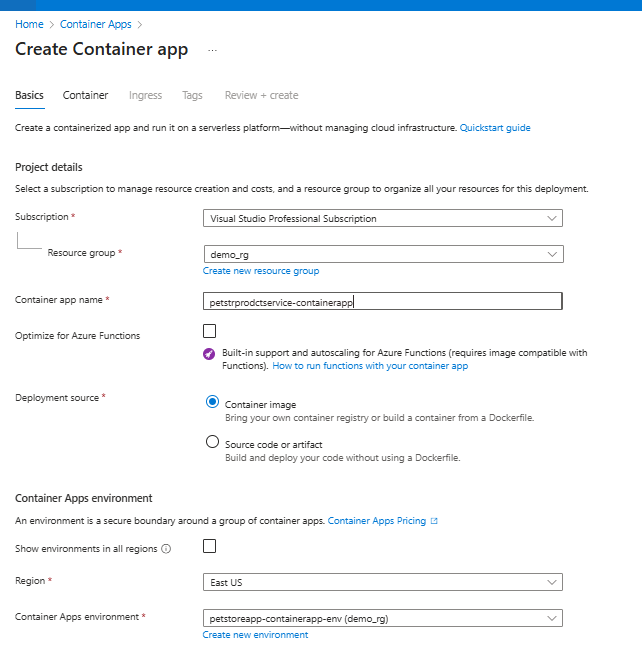 Home > Container Apps >
Create Container app ...
Basics Container Ingress Tags Review + create
Create a containerized app and run it on a serverless platform—without managing cloud infrastructure. Quickstart guide
Project details
Select a subscription to manage resource creation and costs, and a resource group to organize all your resources for this deployment.
Subscription * Visual Studio Professional Subscription
Resource group * demo_rg
Create new resource group
Container app name * petstrprodctservice-containerapp
Optimize for Azure Functions
Built-in support and autoscaling for Azure Functions (requires image compatible with
Functions). How to run functions with your container app
Deployment source * Container image
Bring your own container registry or build a container from a Dockerfile.
Source code or artifact
Build and deploy your code without using a Dockerfile.
Container Apps environment
An environment is a secure boundary around a group of container apps. Container Apps Pricing
Show environments in all regions
Region * East US
Container Apps environment * petstoreapp-containerapp-env (demo_rg)
Create new environment